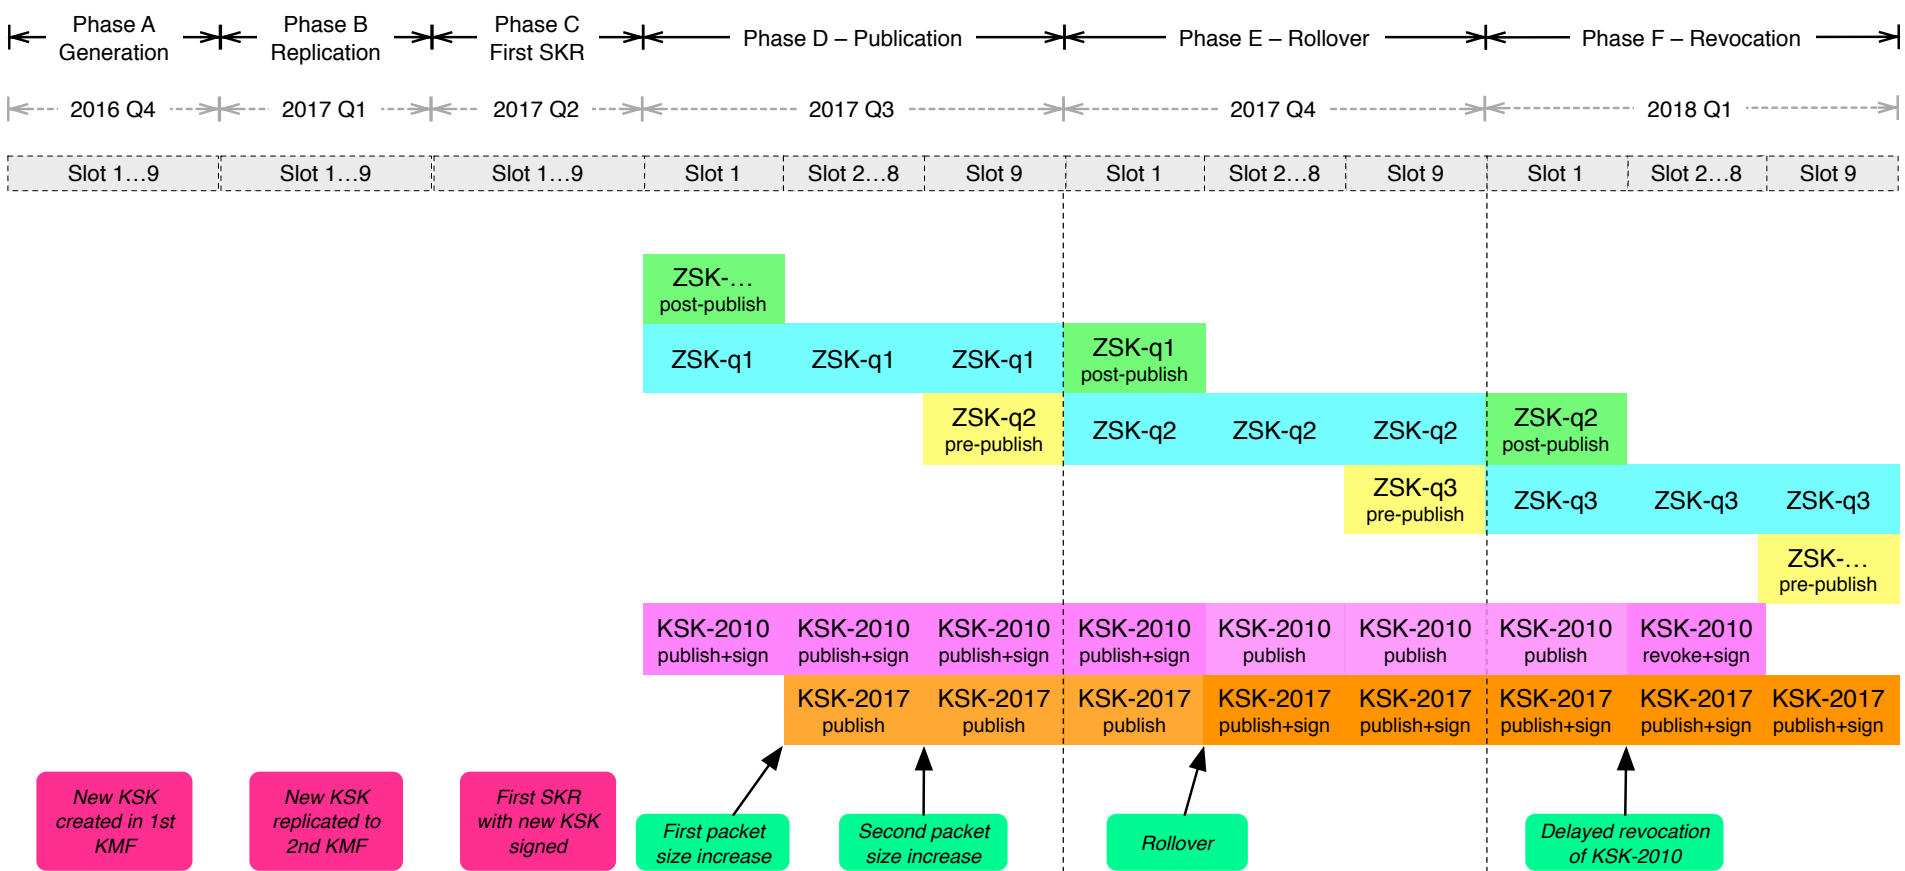 Phase A
Generation
Phase B
Replication
Phase C
First SKR
Phase D – Publication
Phase E – Rollover
Phase F – Revocation
2016 Q4
2017 Q1
2017 Q2
2017 Q3
2017 Q4
2018 Q1
Slot 1…9
Slot 1…9
Slot 1…9
Slot 1
Slot 2…8
Slot 9
Slot 1
Slot 2…8
Slot 9
Slot 1
Slot 2…8
Slot 9
ZSK-…
post-publish
ZSK-q1
ZSK-q1
ZSK-q1
ZSK-q1
post-publish
ZSK-q2
pre-publish
ZSK-q2
ZSK-q2
ZSK-q2
ZSK-q2
post-publish
ZSK-q3
pre-publish
ZSK-q3
ZSK-q3
ZSK-q3
ZSK-…
pre-publish
KSK-2010
publish+sign
KSK-2010
publish+sign
KSK-2010
publish+sign
KSK-2010
publish+sign
KSK-2010
publish
KSK-2010
publish
KSK-2010
publish
KSK-2010
revoke+sign
KSK-2017
publish
KSK-2017
publish
KSK-2017
publish
KSK-2017
publish+sign
KSK-2017
publish+sign
KSK-2017
publish+sign
KSK-2017
publish+sign
KSK-2017
publish+sign
New KSK
created in 1st
KMF
New KSK
replicated to
2nd KMF
First SKR
with new KSK
signed
First packet
size increase
Second packet
size increase
Rollover
Delayed revocation
of KSK-2010